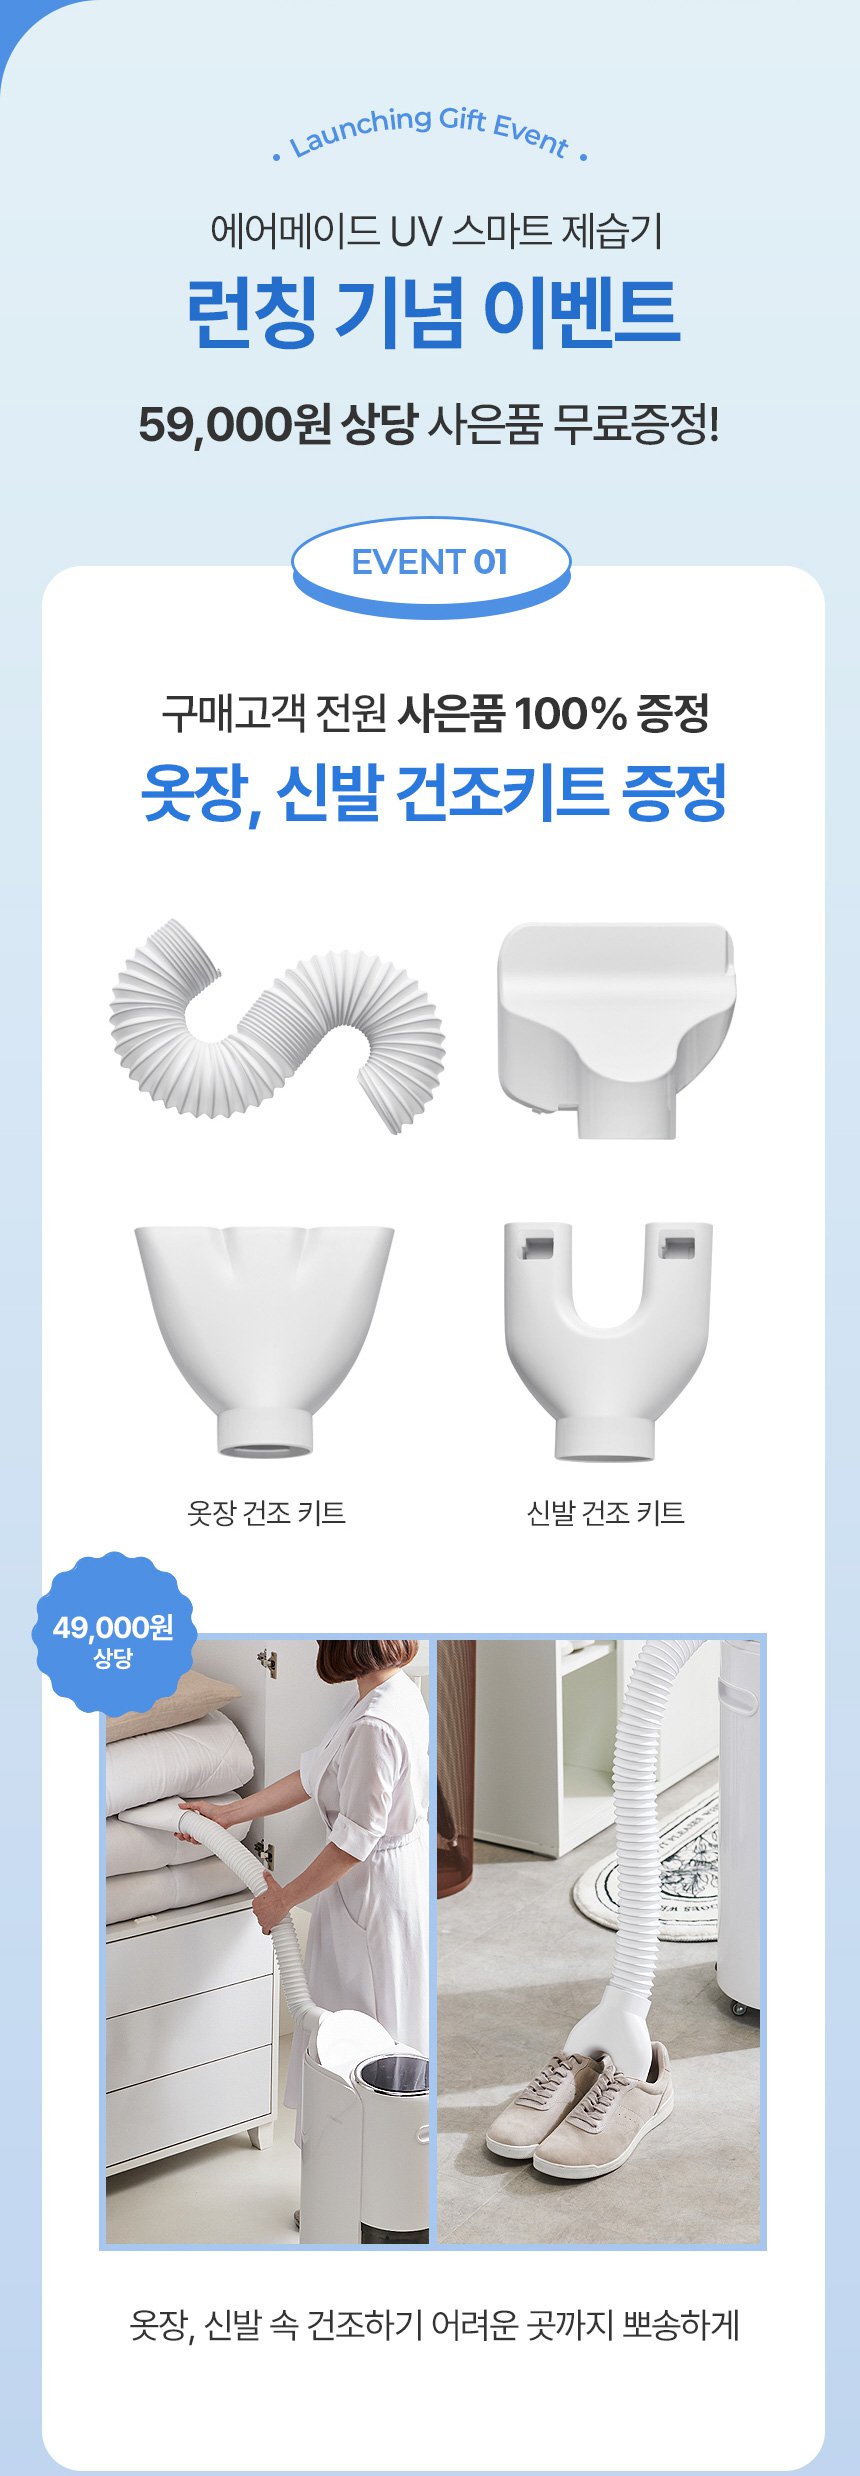 Launching Gift Event
에어메이드 UV 스마트 제습기
런칭 기념 이벤트
59,000원 상당 사은품 무료증정!
EVENT 01
구매고객 전원 사은품 100% 증정
옷장, 신발 건조키트 증정
옷장 건조 키트
신발 건조 키트
49,000원
상당
옷장, 신발 속 건조하기 어려운 곳까지 뽀송하게